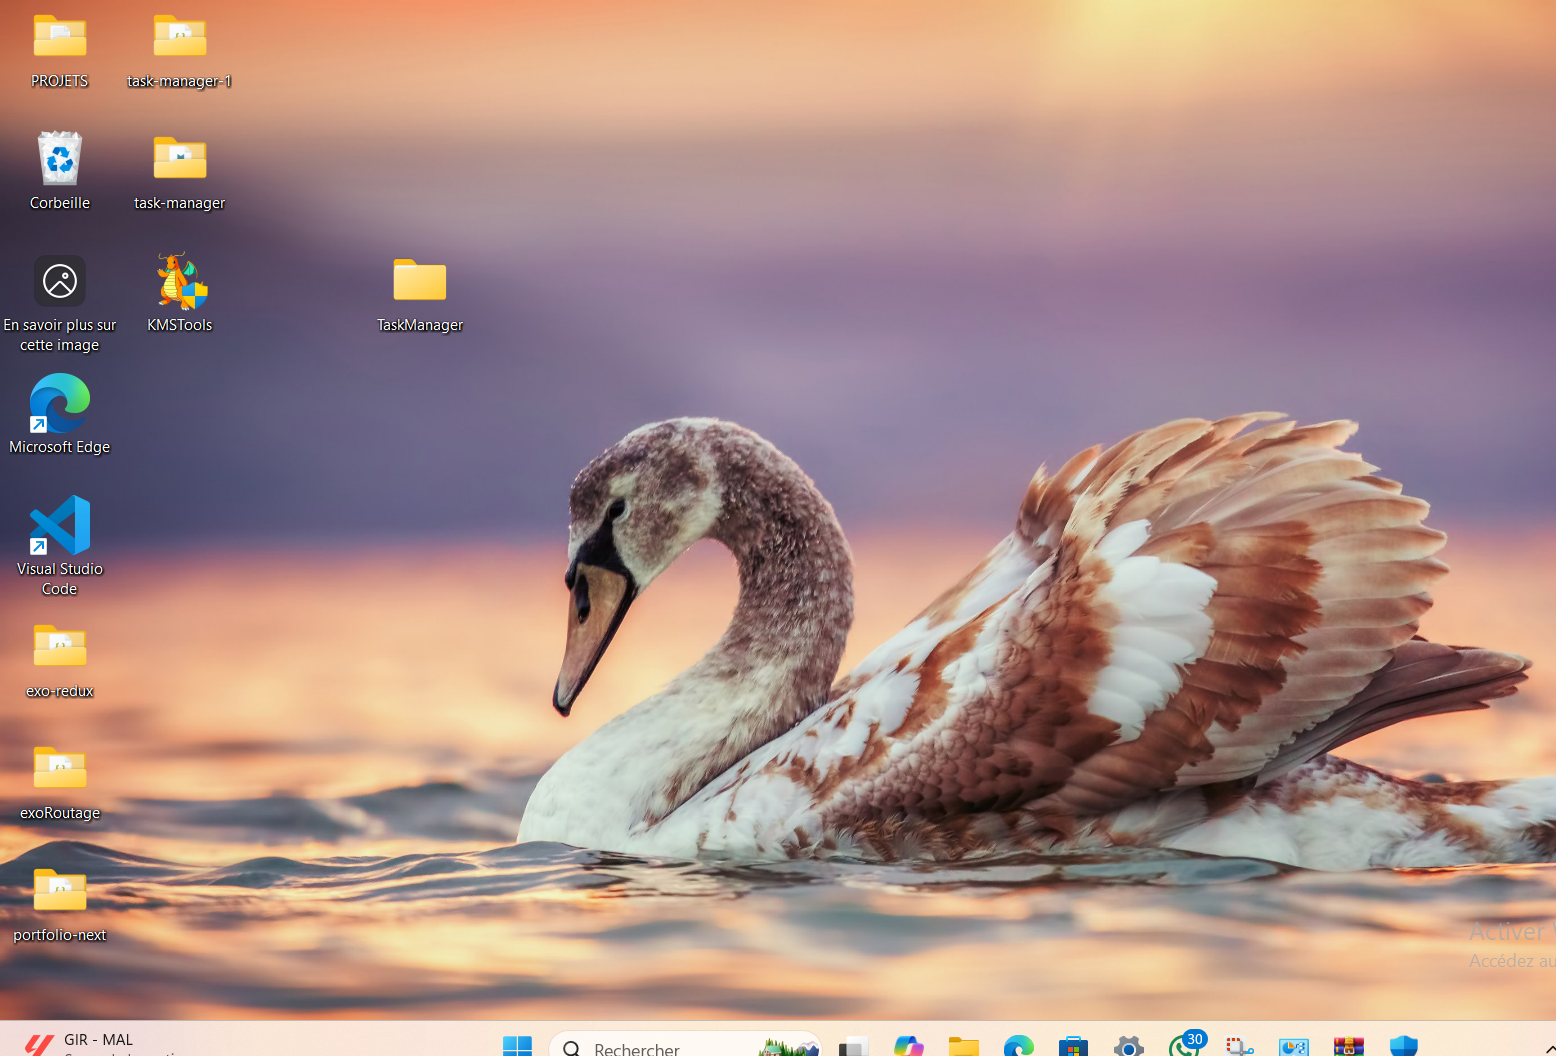 PROJETS
task-manager-1
Corbeille
task-manager
En savoir plus sur
cette image
KMSTools
TaskManager
Microsoft Edge
Visual Studio
Code
exo-redux
exoRoutage
portfolio-next
Activer
Accédez au
GIR - MAL
Rechercher
30